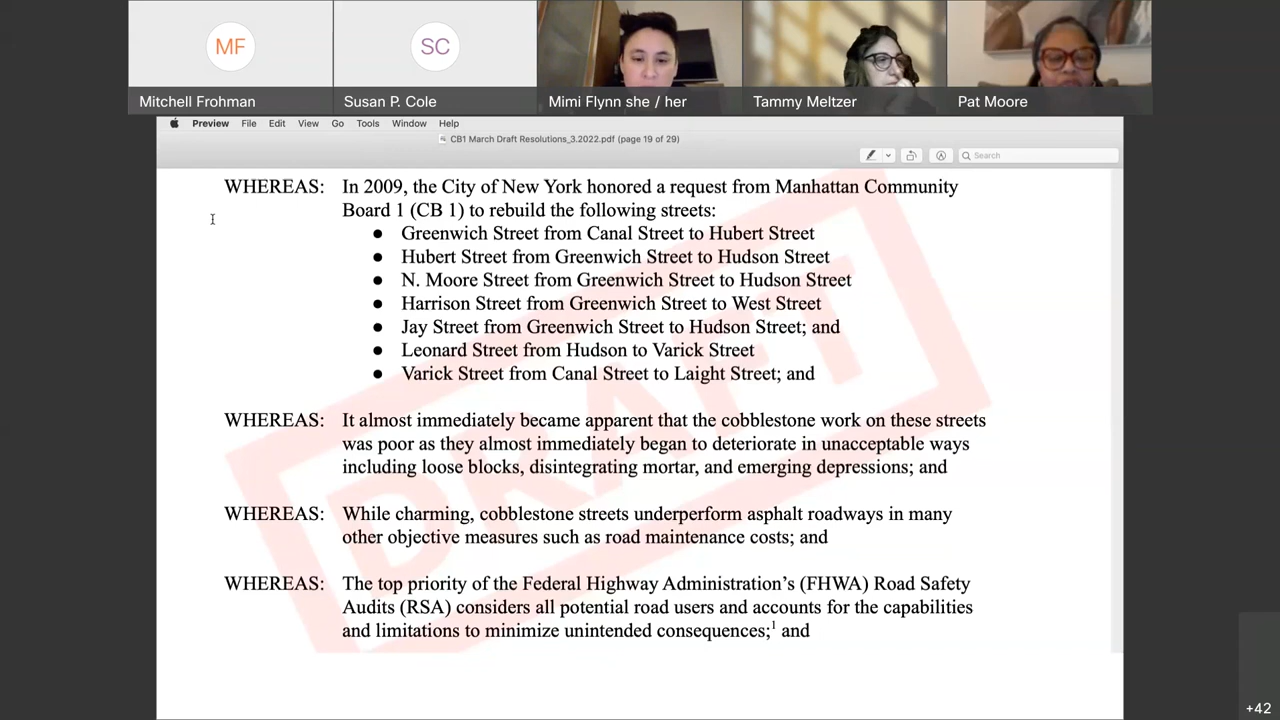 MF
SC
Mitchell Frohman
Susan P. Cole
Mimi Flynn she / her
Tammy Meltzer
Pat Moore
Preview File Edit View Go Tools Window Help
CB1 March Draft Resolutions_3.2022.pdf (page 19 of 29)
Search
WHEREAS: In 2009, the City of New York honored a request from Manhattan Community
Board 1 (CB 1) to rebuild the following streets:
● Greenwich Street from Canal Street to Hubert Street
● Hubert Street from Greenwich Street to Hudson Street
● N. Moore Street from Greenwich Street to Hudson Street
● Harrison Street from Greenwich Street to West Street
● Jay Street from Greenwich Street to Hudson Street; and
● Leonard Street from Hudson to Varick Street
● Varick Street from Canal Street to Laight Street; and
WHEREAS: It almost immediately became apparent that the cobblestone work on these streets
was poor as they almost immediately began to deteriorate in unacceptable ways
including loose blocks, disintegrating mortar, and emerging depressions; and
WHEREAS: While charming, cobblestone streets underperform asphalt roadways in many
other objective measures such as road maintenance costs; and
WHEREAS: The top priority of the Federal Highway Administration's (FHWA) Road Safety
Audits (RSA) considers all potential road users and accounts for the capabilities
and limitations to minimize unintended consequences;¹ and
DRAFT
+42